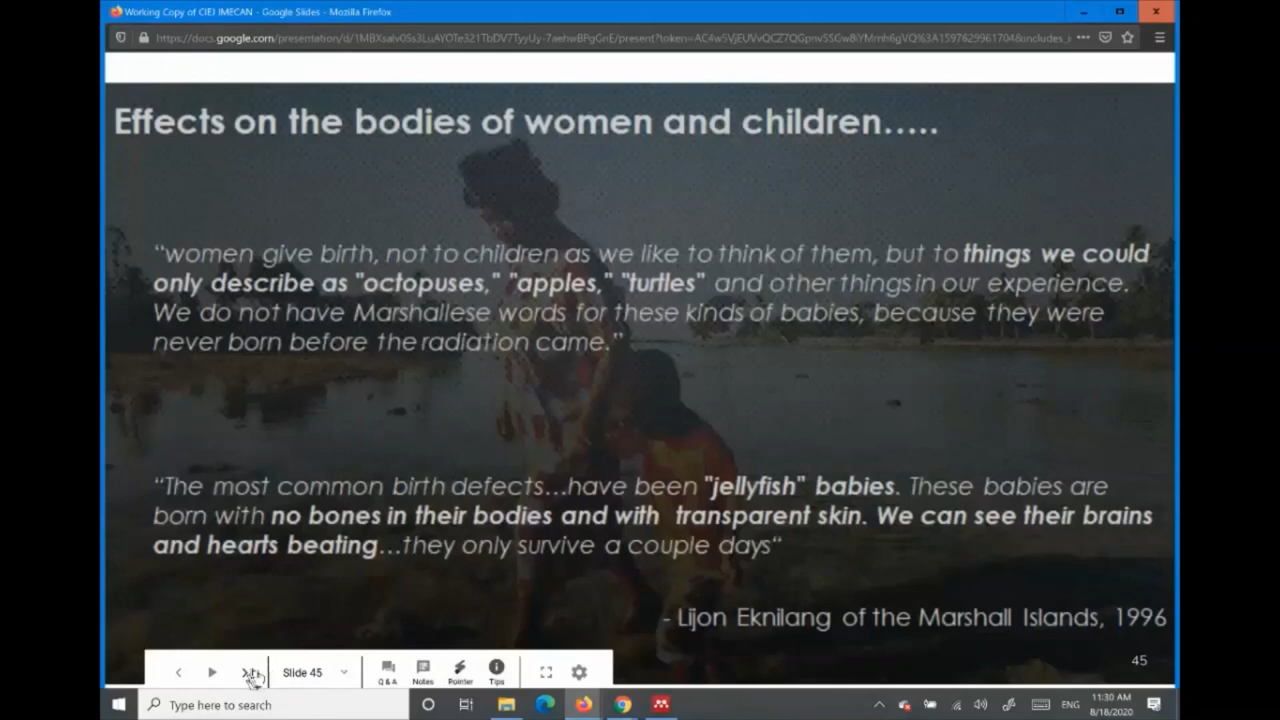 Working Copy of CIEJ IMECAN - Google Slides - Mozilla Firefox
Effects on the bodies of women and children.....
“women give birth, not to children as we like to think of them, but to things we could
only describe as "octopuses," "apples," "turtles" and other things in our experience.
We do not have Marshallese words for these kinds of babies, because they were
never born before the radiation came.”
“The most common birth defects...have been "jellyfish" babies. These babies are
born with no bones in their bodies and with transparent skin. We can see their brains
and hearts beating...they only survive a couple days“
- Lijon Eknilang of the Marshall Islands, 1996
45
Slide 45
Q & A Notes Pointer Tips
Type here to search
ENG
11:30 AM
8/18/2020